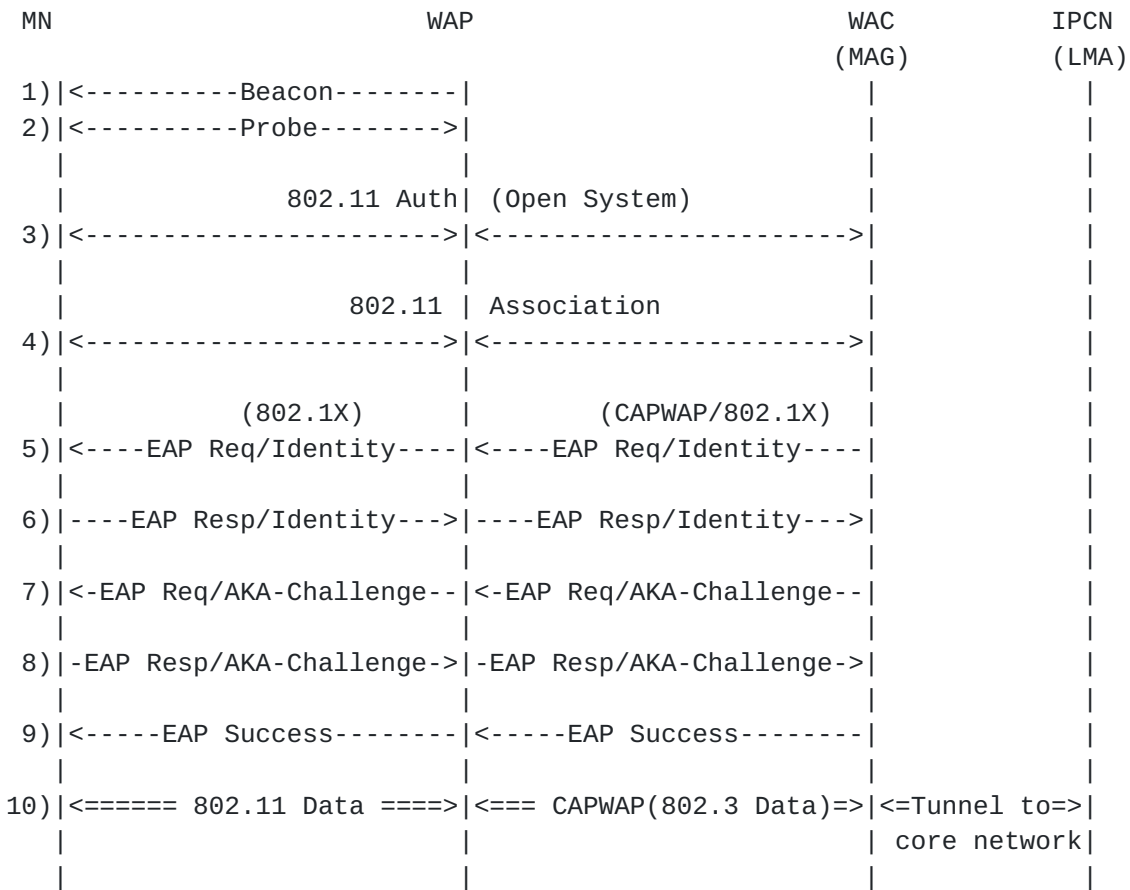 MN                      WAP                       WAC         IPCN
                                                 (MAG)       (LMA)
 1)|<----------Beacon--------|                        |             |
 2)|<----------Probe-------->|                        |             |
   |                         |                        |             |
   |              802.11 Auth| (Open System)          |             |
 3)|<----------------------->|<---------------------->|             |
   |                         |                        |             |
   |                  802.11 | Association            |             |
 4)|<----------------------->|<---------------------->|             |
   |                         |                        |             |
   |           (802.1X)      |        (CAPWAP/802.1X) |             |
 5)|<----EAP Req/Identity----|<----EAP Req/Identity----|             |
   |                         |                        |             |
 6)|----EAP Resp/Identity--->|----EAP Resp/Identity--->|             |
   |                         |                        |             |
 7)|<-EAP Req/AKA-Challenge--|<-EAP Req/AKA-Challenge--|             |
   |                         |                        |             |
 8)|-EAP Resp/AKA-Challenge->|-EAP Resp/AKA-Challenge->|             |
   |                         |                        |             |
 9)|<-----EAP Success--------|<-----EAP Success--------|             |
   |                         |                        |             |
10)|<====== 802.11 Data ====>|<=== CAPWAP(802.3 Data)=>|<=Tunnel to=>|
   |                         |                        | core network|
   |                         |                        |             |